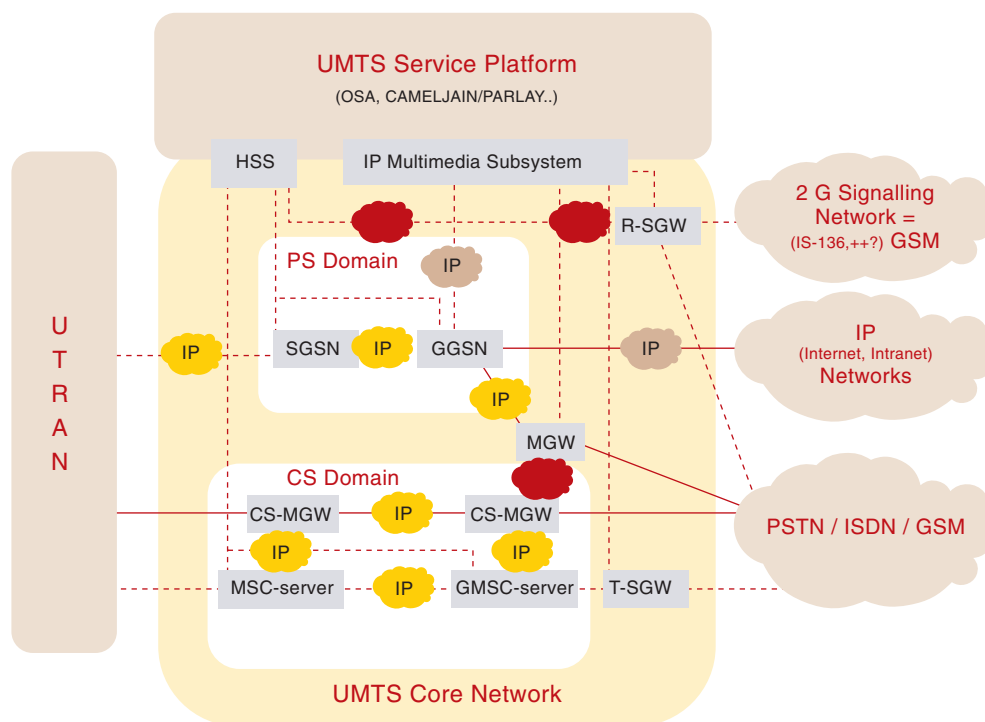 UMTS Service Platform
(OSA, CAMELJAIN/PARLAY..)
HSS
IP Multimedia Subsystem
2 G Signalling
Network =
(IS-136,++?) GSM
R-SGW
PS Domain
IP
U
T
R
A
N
IP
SGSN
IP
GGSN
IP
IP
(Internet, Intranet)
Networks
IP
MGW
CS Domain
CS-MGW
IP
CS-MGW
PSTN / ISDN / GSM
IP
IP
MSC-server
IP
GMSC-server
T-SGW
UMTS Core Network